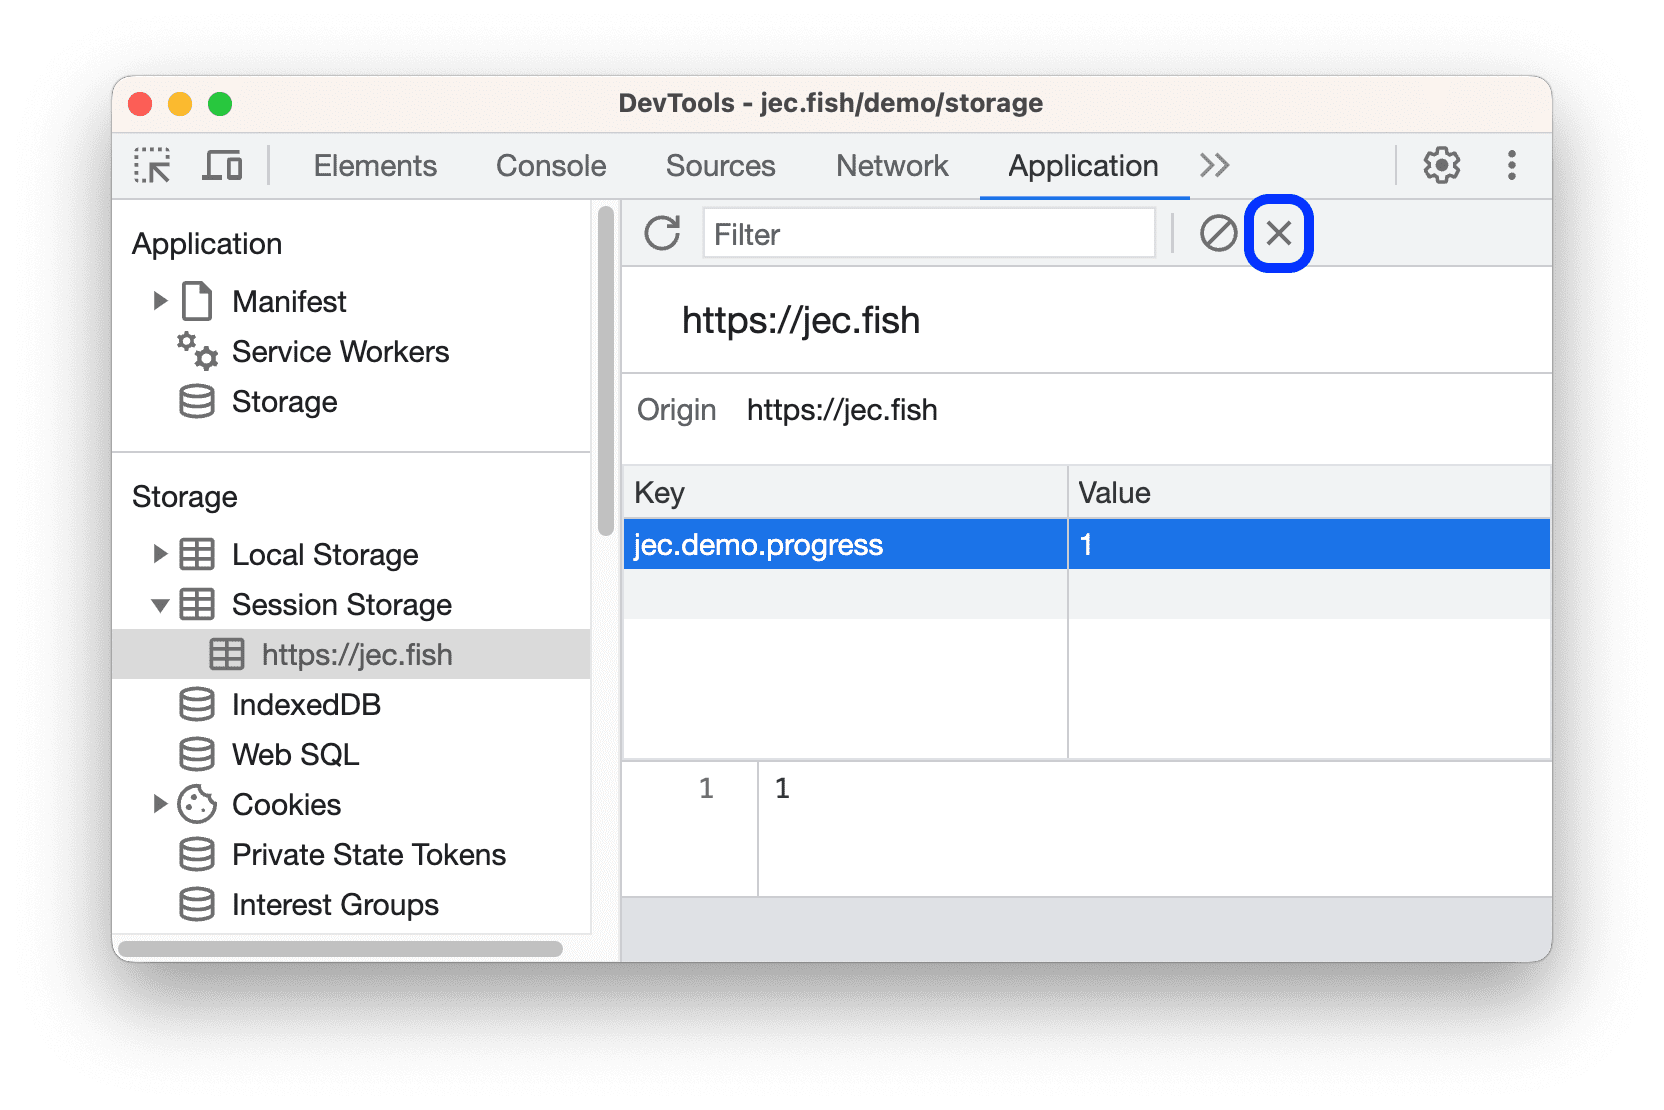 DevTools - jec.fish/demo/storage
Elements Console Sources Network Application
Filter
Application
Manifest
Service Workers
Storage
Storage
Local Storage
Session Storage
https://jec.fish
IndexedDB
Web SQL
Cookies
Private State Tokens
Interest Groups
https://jec.fish
Origin https://jec.fish
Key Value
jec.demo.progress 1
1 1